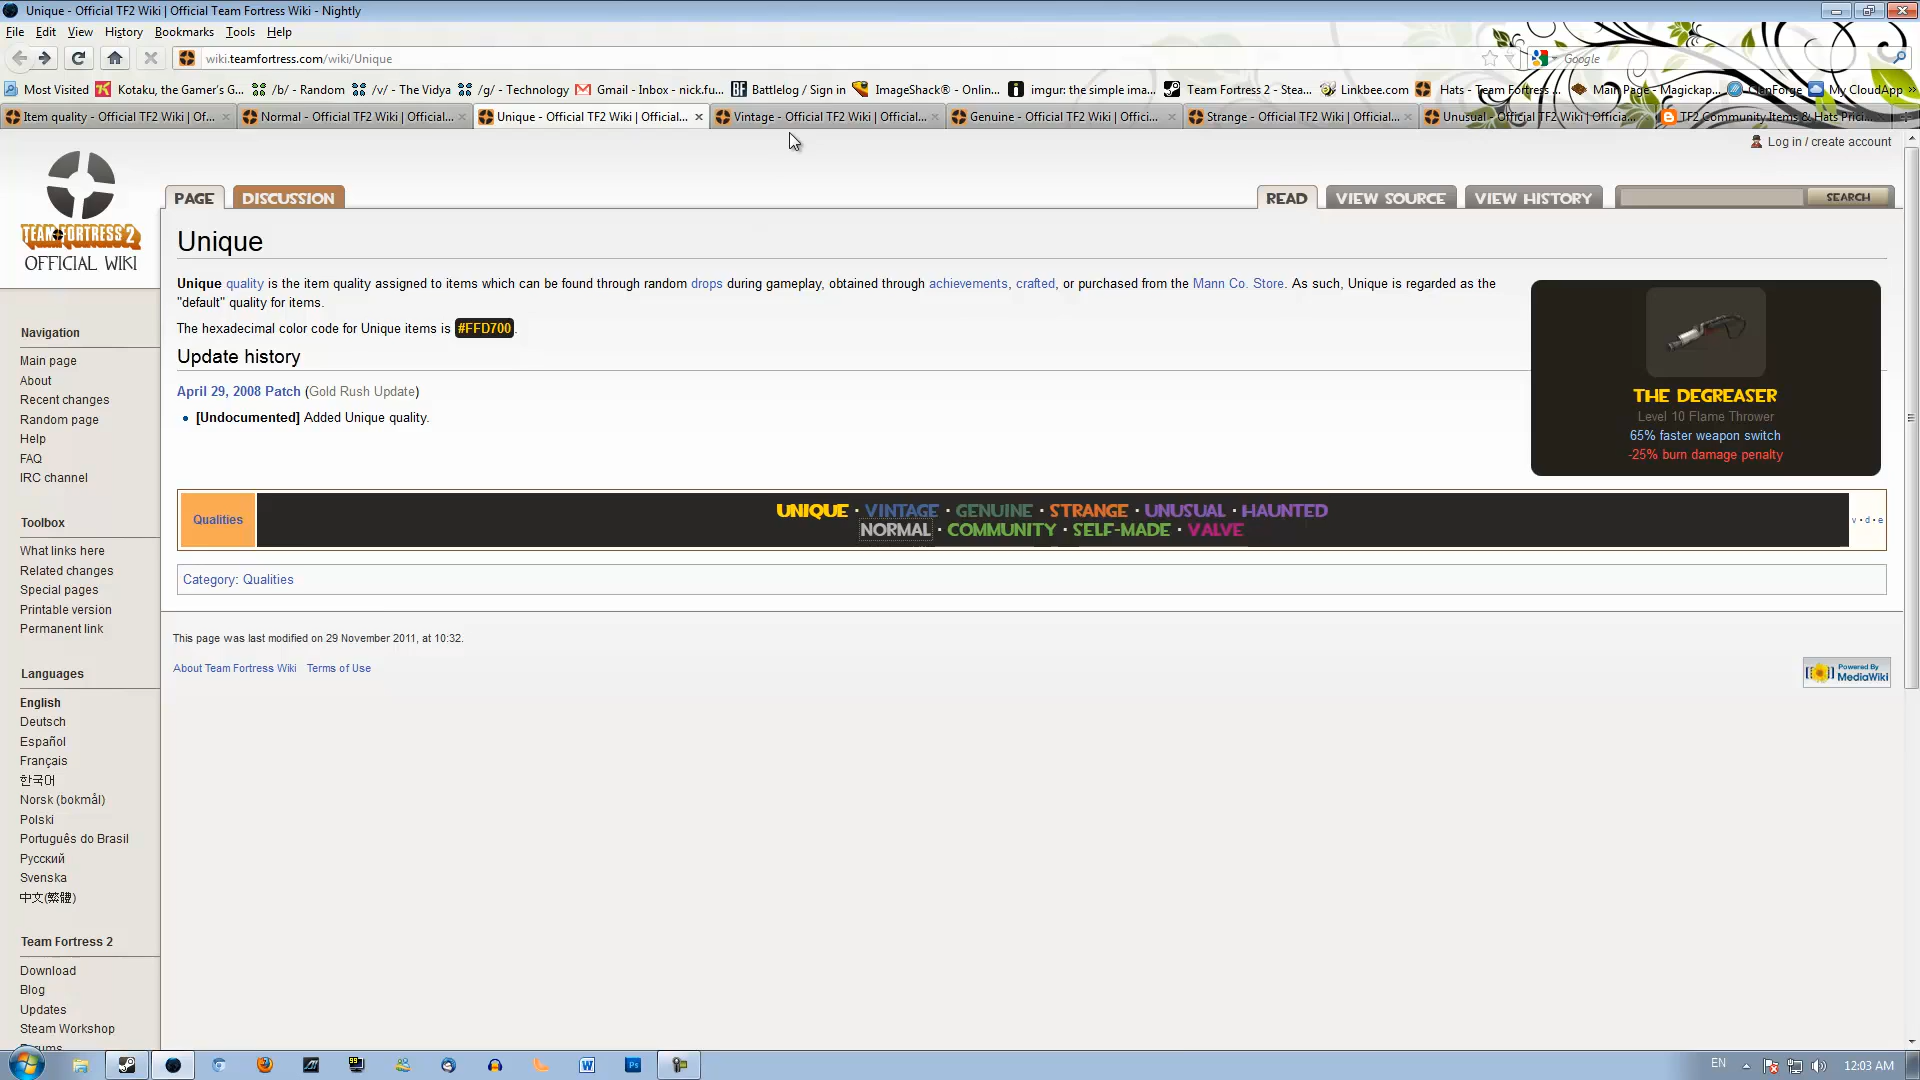 Unique - Official TF2 Wiki | Official Team Fortress Wiki - Nightly
File Edit View History Bookmarks Tools Help
wiki.teamfortress.com/wiki/Unique
Google
Most Visited Kotaku, the Gamer's G... /b/ - Random /v/ - The Vidya /g/ - Technology Gmail - Inbox - nick.fu... Battlelog / Sign in ImageShack® - Onlin... imgur: the simple ima... Team Fortress 2 - Stea... Linkbee.com Hats - Team Fortress ... Main Page - Magickap... ClanForge My CloudApp »
Item quality - Official TF2 Wiki | Of... Normal - Official TF2 Wiki | Official... Unique - Official TF2 Wiki | Official... Vintage - Official TF2 Wiki | Official... Genuine - Official TF2 Wiki | Offici... Strange - Official TF2 Wiki | Official... Unusual - Official TF2 Wiki | Officia... TF2 Community Items & Hats Prici...
Log in / create account
PAGE DISCUSSION READ VIEW SOURCE VIEW HISTORY SEARCH
TEAM FORTRESS 2
OFFICIAL WIKI
Unique
Unique quality is the item quality assigned to items which can be found through random drops during gameplay, obtained through achievements, crafted, or purchased from the Mann Co. Store. As such, Unique is regarded as the
"default" quality for items.
The hexadecimal color code for Unique items is #FFD700.
Update history
April 29, 2008 Patch (Gold Rush Update)
• [Undocumented] Added Unique quality.
THE DEGREASER
Level 10 Flame Thrower
65% faster weapon switch
-25% burn damage penalty
Qualities
UNIQUE · VINTAGE · GENUINE · STRANGE · UNUSUAL · HAUNTED
NORMAL · COMMUNITY · SELF-MADE · VALVE
v · d · e
Category: Qualities
This page was last modified on 29 November 2011, at 10:32.
About Team Fortress Wiki Terms of Use
Powered By
MediaWiki
Navigation
Main page
About
Recent changes
Random page
Help
FAQ
IRC channel
Toolbox
What links here
Related changes
Special pages
Printable version
Permanent link
Languages
English
Deutsch
Español
Français
한국어
Norsk (bokmål)
Polski
Português do Brasil
Русский
Svenska
中文(繁體)
Team Fortress 2
Download
Blog
Updates
Steam Workshop
Forums
EN 12:03 AM